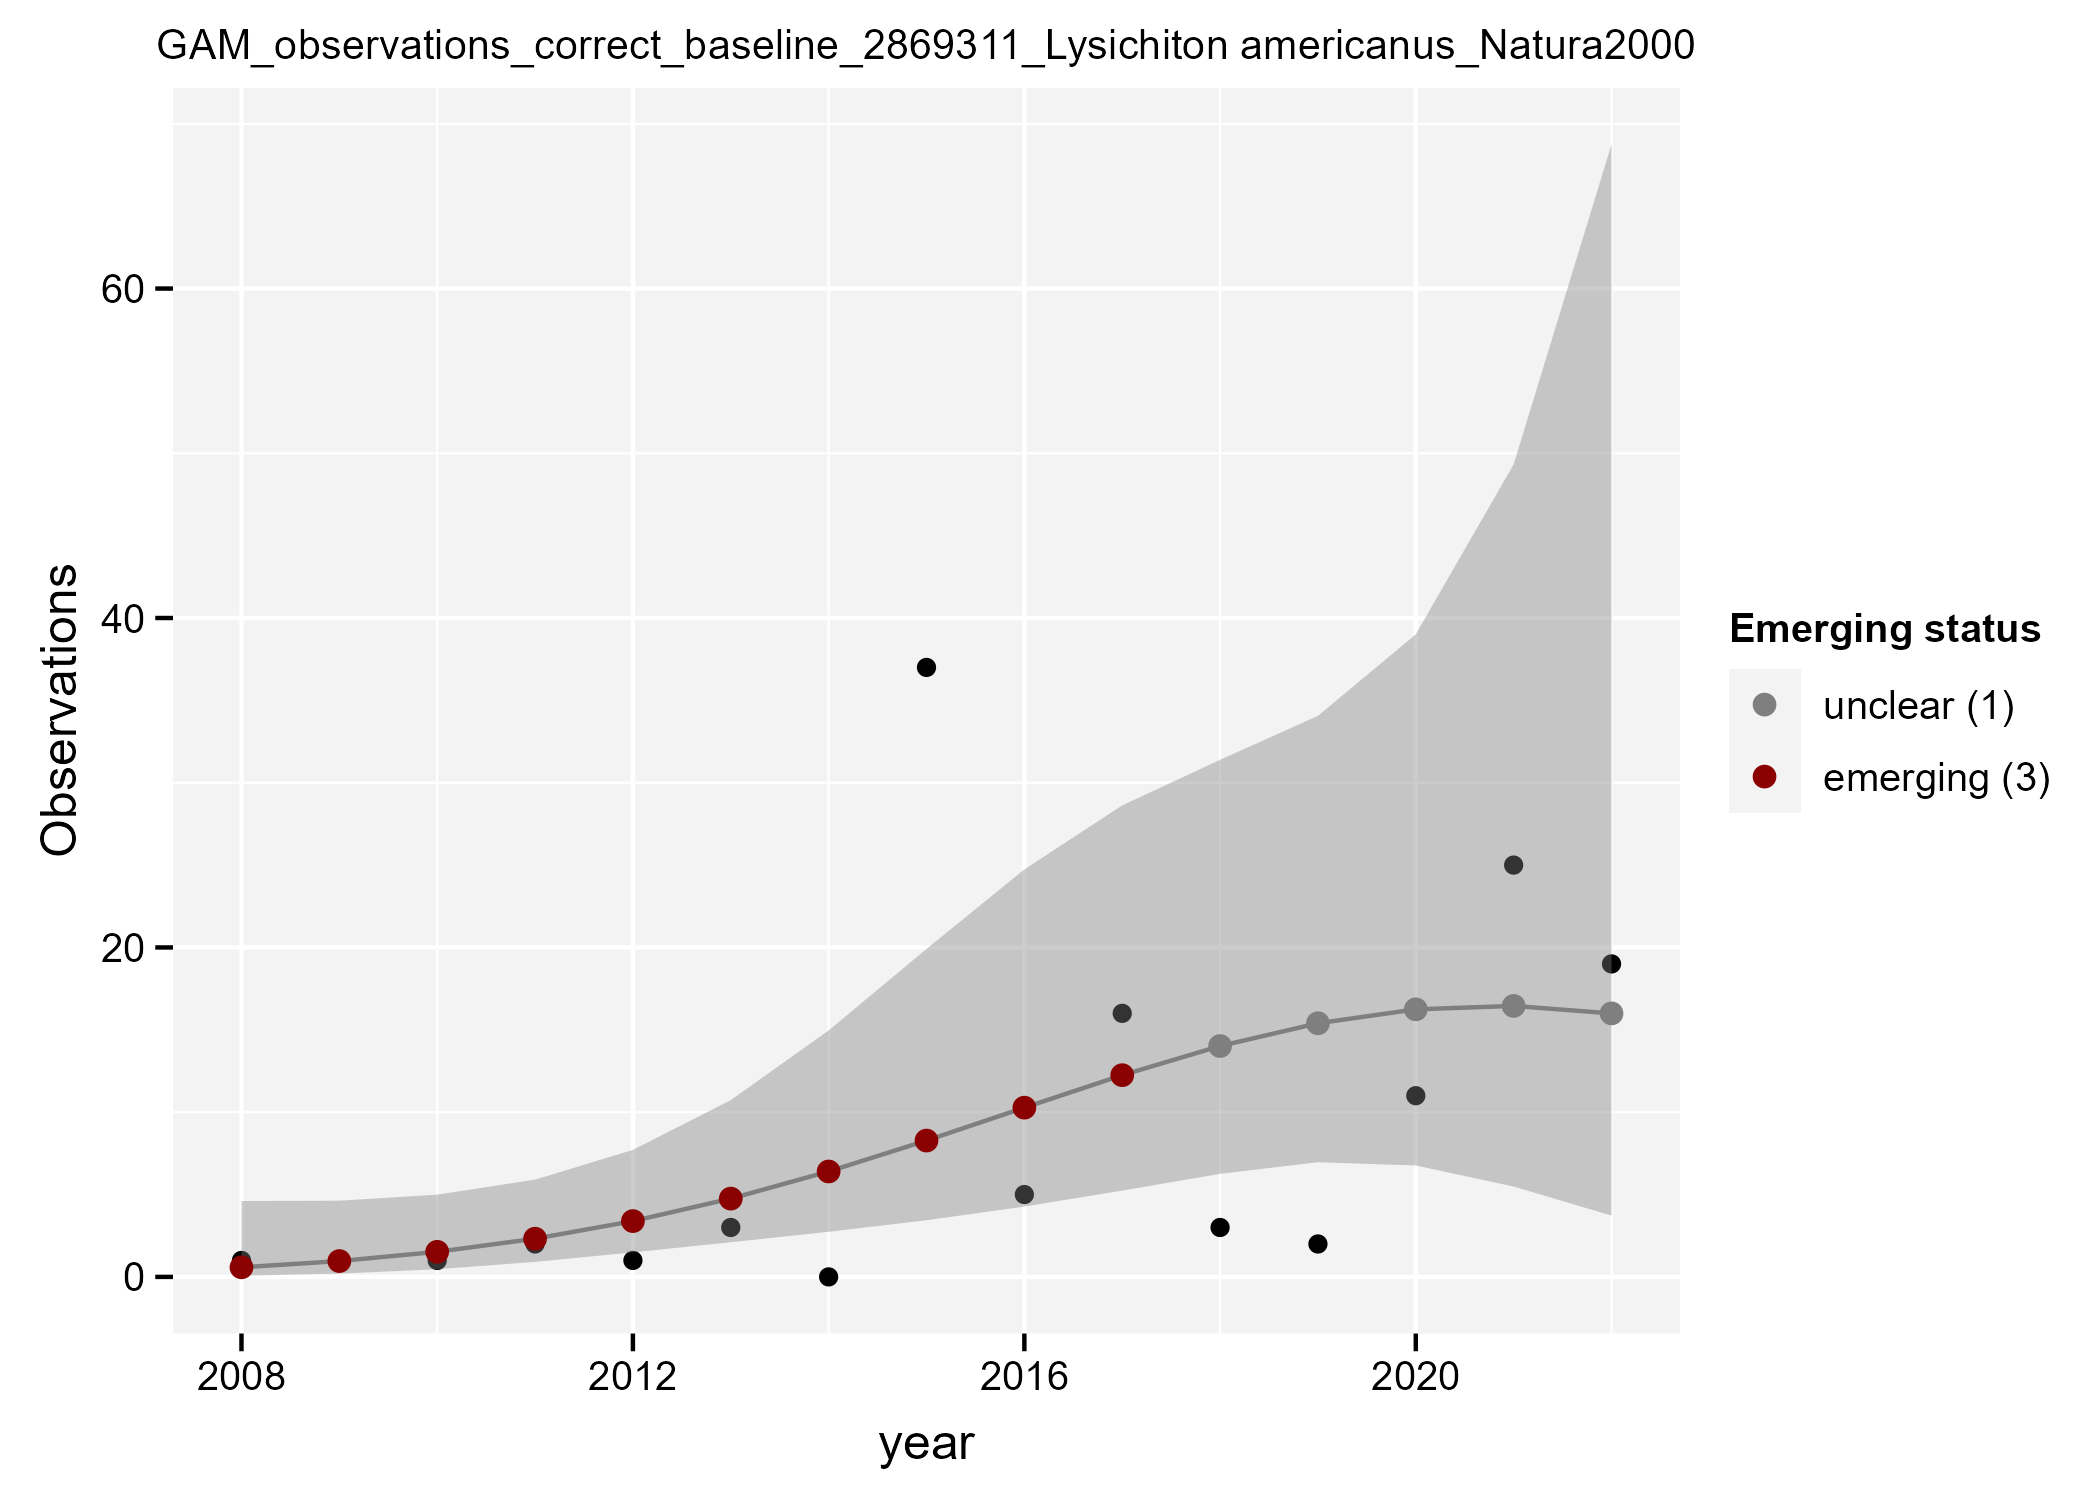 GAM_observations_correct_baseline_2869311_Lysichiton americanus_Natura2000
Observations
60
40
20
0
2008
2012
2016
2020
year
Emerging status
unclear (1)
emerging (3)